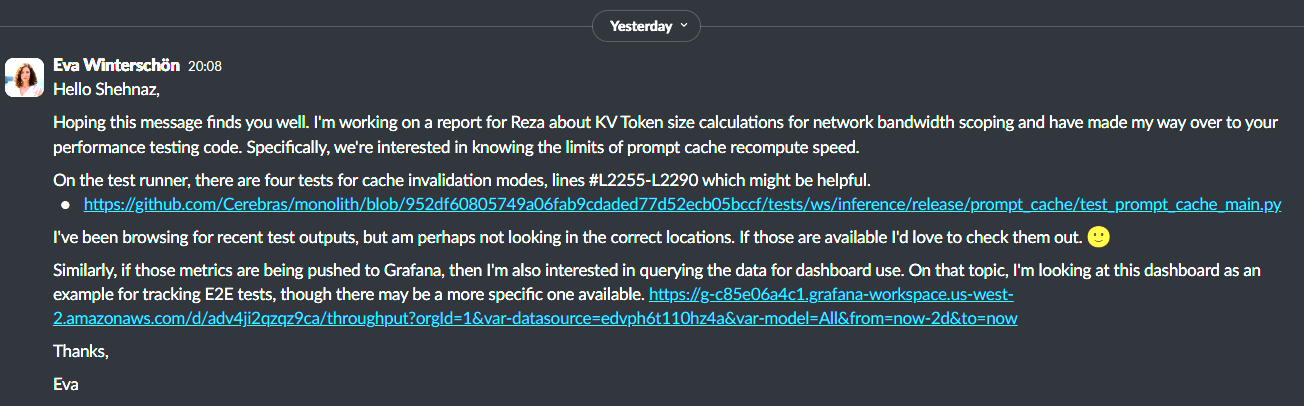 Yesterday
Eva Winterschön 20:08
Hello Shehnaz,
Hoping this message finds you well. I'm working on a report for Reza about KV Token size calculations for network bandwidth scoping and have made my way over to your
performance testing code. Specifically, we're interested in knowing the limits of prompt cache recompute speed.
On the test runner, there are four tests for cache invalidation modes, lines #L2255-L2290 which might be helpful.
• https://github.com/Cerebras/monolith/blob/952df60805749a06fab9cdaded77d52ecb05bccf/tests/ws/inference/release/prompt_cache/test_prompt_cache_main.py
I've been browsing for recent test outputs, but am perhaps not looking in the correct locations. If those are available I'd love to check them out. 🙂
Similarly, if those metrics are being pushed to Grafana, then I'm also interested in querying the data for dashboard use. On that topic, I'm looking at this dashboard as an
example for tracking E2E tests, though there may be a more specific one available. https://g-c85e06a4c1.grafana-workspace.us-west-
2.amazonaws.com/d/adv4ji2qzqz9ca/throughput?orgId=1&var-datasource=edvph6t110hz4a&var-model=All&from=now-2d&to=now
Thanks,
Eva